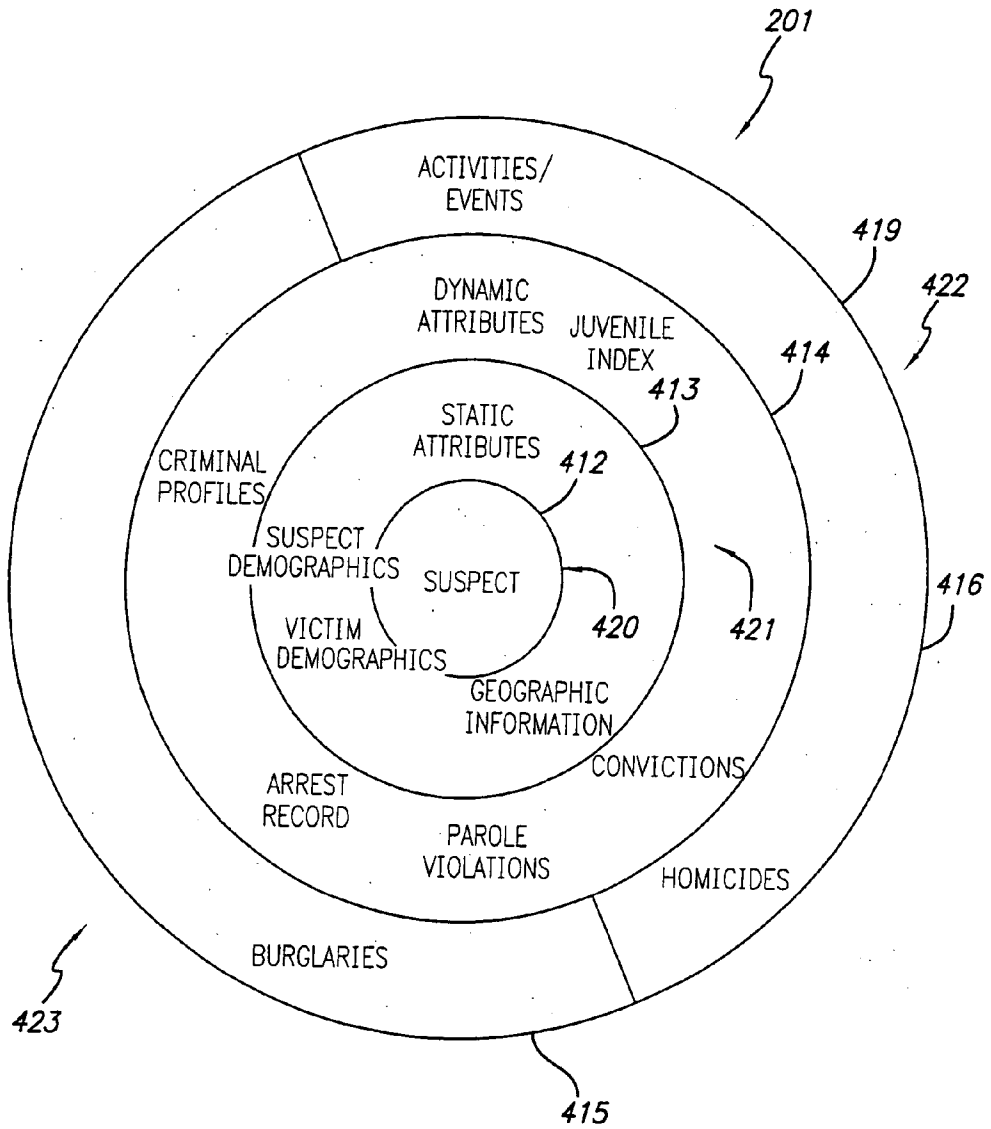 201
ACTIVITIES/
EVENTS
419
422
DYNAMIC
ATTRIBUTES
JUVENILE
INDEX
414
413
STATIC
ATTRIBUTES
412
CRIMINAL
PROFILES
SUSPECT
DEMOGRAPHICS
SUSPECT
420
421
416
VICTIM
DEMOGRAPHICS
GEOGRAPHIC
INFORMATION
CONVICTIONS
ARREST
RECORD
PAROLE
VIOLATIONS
HOMICIDES
BURGLARIES
423
415